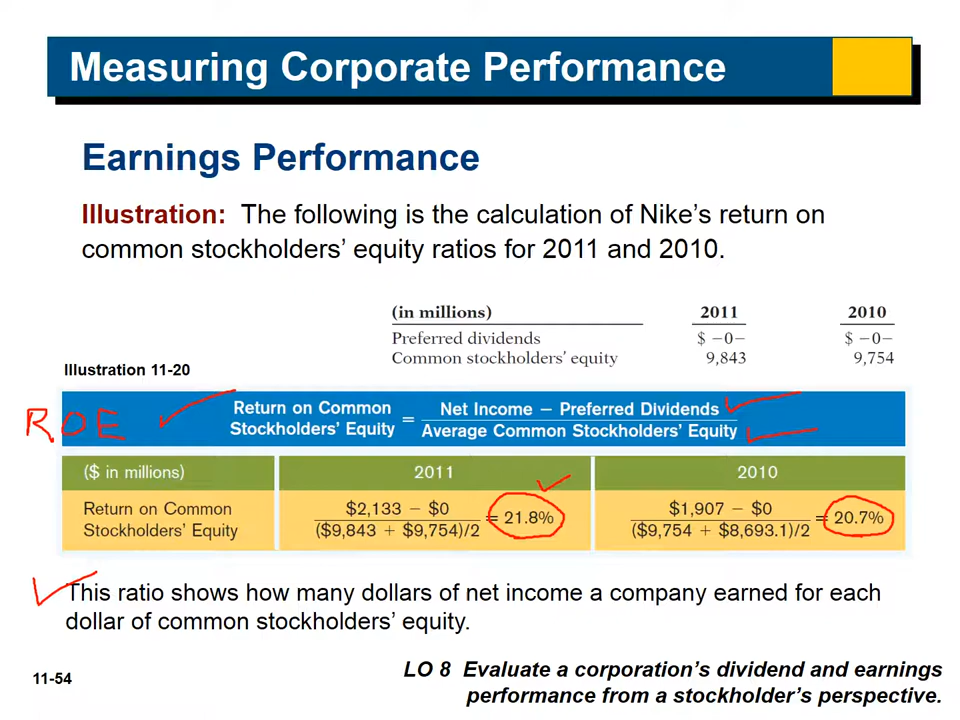 Measuring Corporate Performance
Earnings Performance
Illustration: The following is the calculation of Nike's return on
common stockholders' equity ratios for 2011 and 2010.
(in millions) 2011 2010
Preferred dividends $ –0– $ –0–
Common stockholders' equity 9,843 9,754
Illustration 11-20
ROE
Return on Common
Stockholders' Equity
=
Net Income – Preferred Dividends
Average Common Stockholders' Equity
($ in millions) 2011 2010
Return on Common
Stockholders' Equity
$2,133 – $0
($9,843 + $9,754)/2
= 21.8%
$1,907 – $0
($9,754 + $8,693.1)/2
= 20.7%
This ratio shows how many dollars of net income a company earned for each
dollar of common stockholders' equity.
11-54
LO 8 Evaluate a corporation's dividend and earnings
performance from a stockholder's perspective.